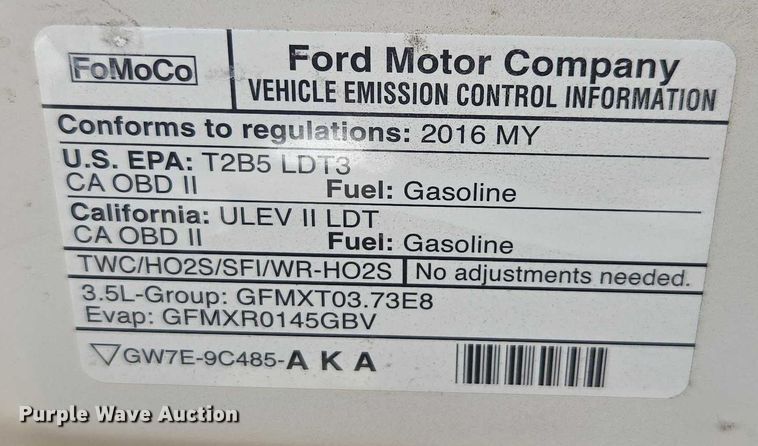 FoMoCo
Ford Motor Company
VEHICLE EMISSION CONTROL INFORMATION
Conforms to regulations: 2016 MY
U.S. EPA: T2B5 LDT3
CA OBD II Fuel: Gasoline
California: ULEV II LDT
CA OBD II Fuel: Gasoline
TWC/HO2S/SFI/WR-HO2S No adjustments needed.
3.5L-Group: GFMXT03.73E8
Evap: GFMXR0145GBV
GW7E-9C485-A K A
Purple Wave Auction